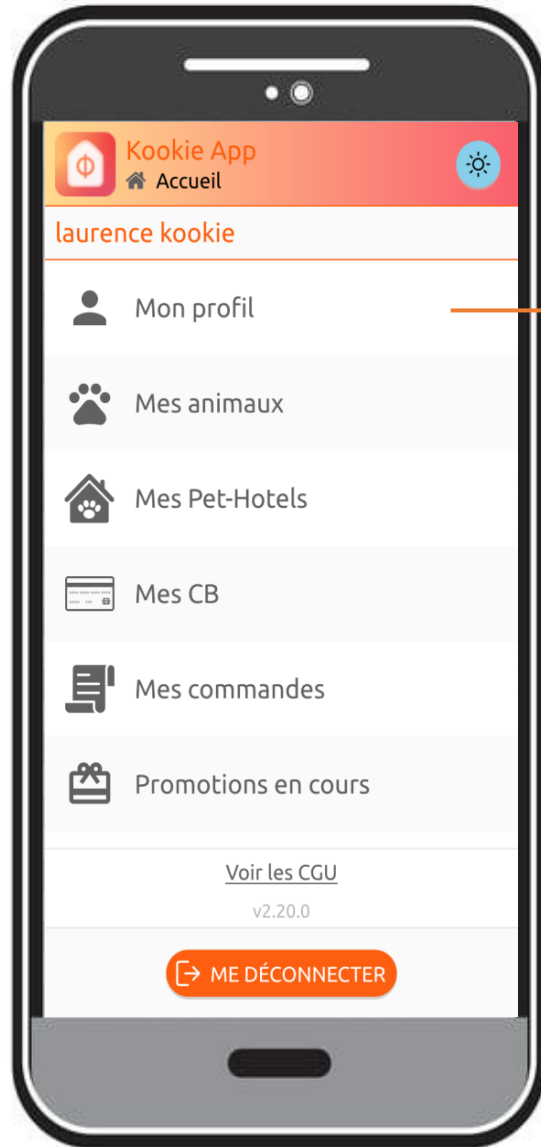 Kookie App
Accueil
laurence kookie
Mon profil
Mes animaux
Mes Pet-Hotels
Mes CB
Mes commandes
Promotions en cours
Voir les CGU
v2.20.0
ME DÉCONNECTER